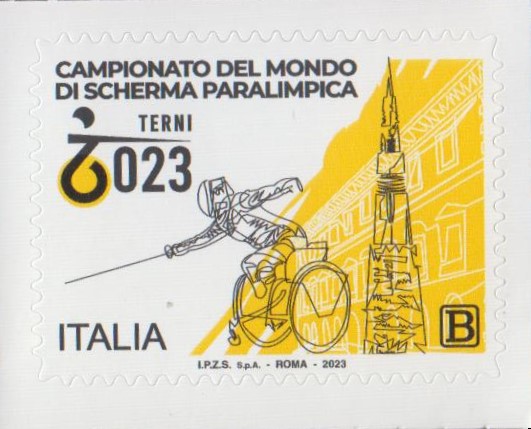 CAMPIONATO DEL MONDO
DI SCHERMA PARALIMPICA
TERNI
2023
ITALIA
B
I.P.Z.S. S.p.A. - ROMA - 2023